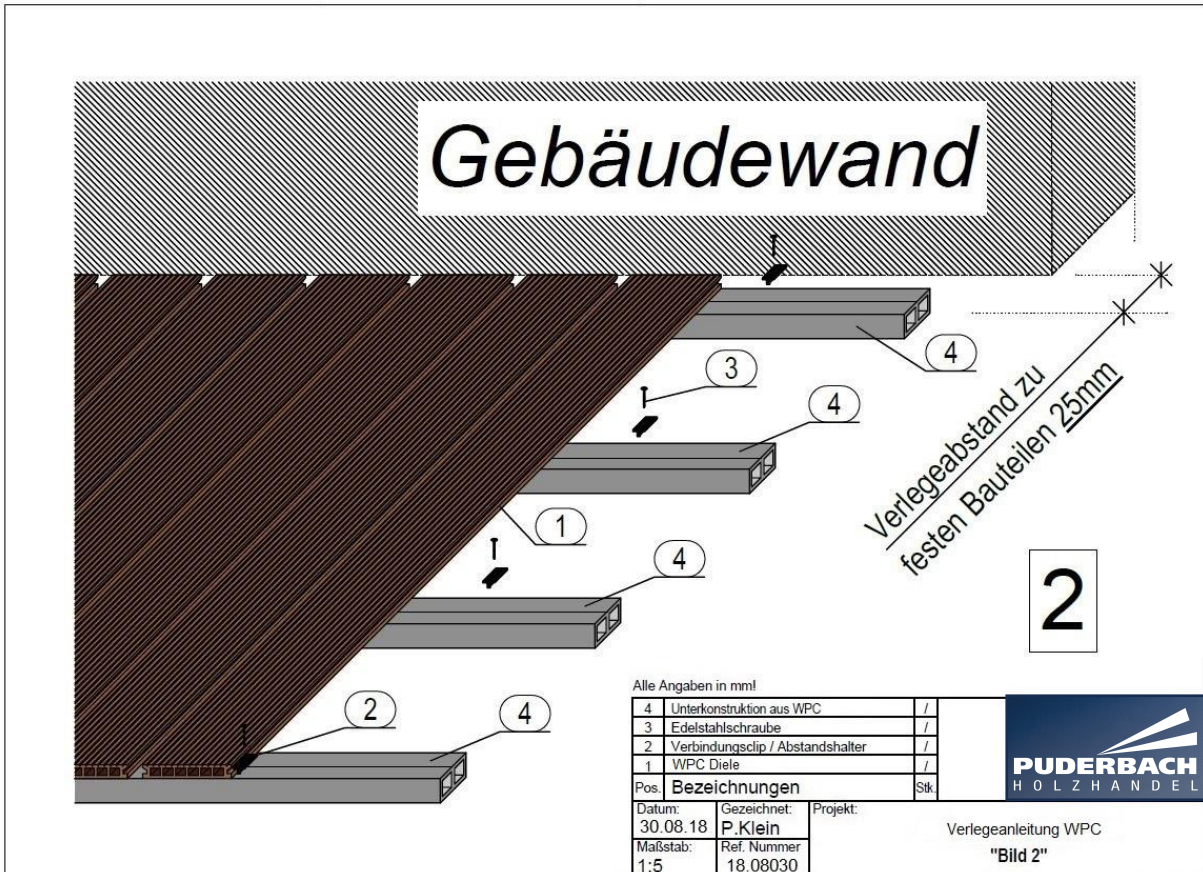 Gebäudewand
4
3
4
Verlegeabstand zu
festen Bauteilen 25mm
1
4
2
2
4
Alle Angaben in mm!
4 Unterkonstruktion aus WPC /
3 Edelstahlschraube /
2 Verbindungsclip / Abstandshalter /
1 WPC Diele /
Pos. Bezeichnungen Stk.
PUDERBACH
HOLZHANDEL
Datum: Gezeichnet: Projekt:
30.08.18 P.Klein
Verlegeanleitung WPC
Maßstab: Ref. Nummer
"Bild 2"
1:5 18.08030